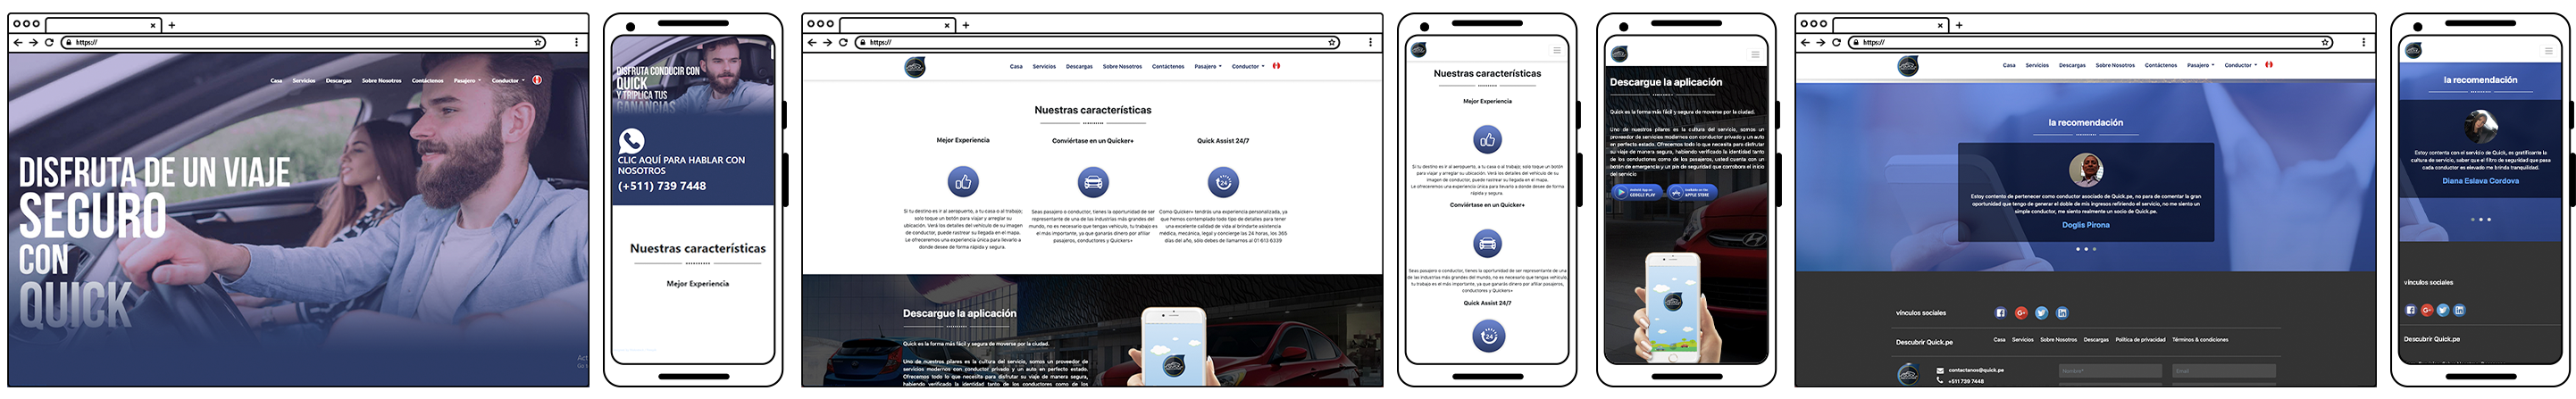 https://
Casa Servicios Descargas Sobre Nosotros Contáctenos Pasajero Conductor
DISFRUTA DE UN VIAJE
SEGURO
CON
QUICK
DISFRUTA CONDUCIR CON
QUICK
Y TRIPLICA TUS
GANANCIAS
CLIC AQUÍ PARA HABLAR CON
NOSOTROS
(+511) 739 7448
Nuestras características
Mejor Experiencia
https://
Casa Servicios Descargas Sobre Nosotros Contáctenos Pasajero Conductor
Nuestras características
Mejor Experiencia
Si tu destino es ir al aeropuerto, a tu casa o al trabajo;
solo toque un botón para viajar y arreglar su
ubicación. Verá los detalles del vehículo de su imagen
de conductor, puede rastrear su llegada en el mapa.
Le ofreceremos una experiencia única para llevarlo a
donde desee de forma rápida y segura.
Conviértase en un Quicker+
Seas pasajero o conductor, tienes la oportunidad de ser
representante de una de las industrias más grandes del
mundo, no es necesario que tengas vehículo, tu trabajo es
el más importante, ya que ganarás dinero por afiliar
pasajeros, conductores y Quickers+
Quick Assist 24/7
24
Como Quicker+ tendrás una experiencia personalizada, ya
que hemos contemplado todo tipo de detalles para tener
una excelente calidad de vida al brindarte asistencia
médica, mecánica, legal y concierge las 24 horas, los 365
días del año, sólo debes de llamarnos al 01 613 6339
Descargue la aplicación
Quick es la forma más fácil y segura de moverse por la ciudad.
Uno de nuestros pilares es la cultura del servicio, somos un proveedor de
servicios modernos con conductor privado y un auto en perfecto estado.
Ofrecemos todo lo que necesita para disfrutar su viaje de manera segura,
habiendo verificado la identidad tanto de los conductores como de los
Nuestras características
Mejor Experiencia
Si tu destino es ir al aeropuerto, a tu casa o al trabajo; solo toque un botón
para viajar y arreglar su ubicación. Verá los detalles del vehículo de su
imagen de conductor, puede rastrear su llegada en el mapa.
Le ofreceremos una experiencia única para llevarlo a donde desee de forma
rápida y segura.
Conviértase en un Quicker+
Seas pasajero o conductor, tienes la oportunidad de ser representante de una
de las industrias más grandes del mundo, no es necesario que tengas vehículo,
tu trabajo es el más importante, ya que ganarás dinero por afiliar pasajeros,
conductores y Quickers+
Quick Assist 24/7
24
Descargue la aplicación
Quick es la forma más fácil y segura de moverse por la ciudad.
Uno de nuestros pilares es la cultura del servicio, somos un
proveedor de servicios modernos con conductor privado y un auto
en perfecto estado. Ofrecemos todo lo que necesita para disfrutar
su viaje de manera segura, habiendo verificado la identidad tanto
de los conductores como de los pasajeros, usted cuenta con un
botón de emergencia y un pin de seguridad que corrobora el inicio
del servicio
GOOGLE PLAY
APPLE STORE
https://
Casa Servicios Descargas Sobre Nosotros Contáctenos Pasajero Conductor
la recomendación
Estoy contento de pertenecer como conductor asociado de Quick.pe, no para de comentar la gran
oportunidad que tengo de generar el doble de mis ingresos refiriendo el servicio, no me siento un
simple conductor, me siento realmente un socio de Quick.pe.
Doglis Pirona
vínculos sociales
Descubrir Quick.pe
Casa Servicios Sobre Nosotros Descargas Política de privacidad Términos & condiciones
contactanos@quick.pe
+511 739 7448
Nombre*
Email
la recomendación
Estoy contenta con el servicio de Quick, es gratificante la
cultura de servicio, saber que el filtro de seguridad que pasa
cada conductor es elevado me brinda tranquilidad.
Diana Eslava Cordova
vínculos sociales
Descubrir Quick.pe